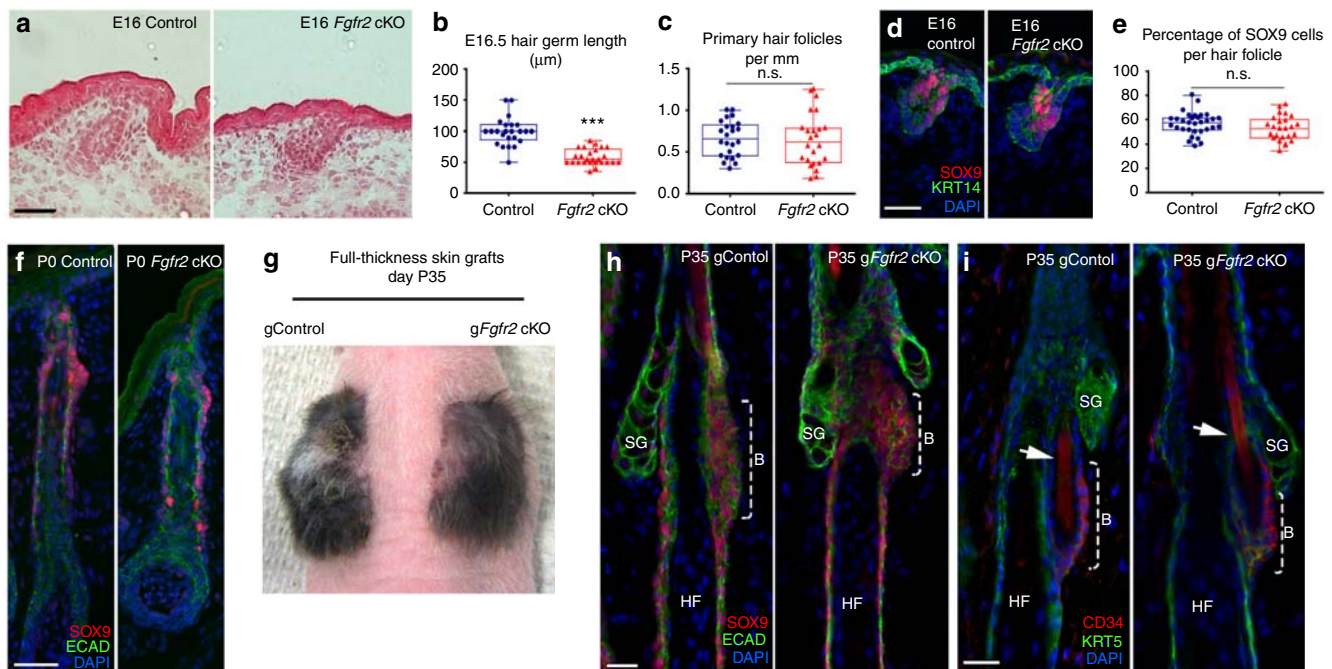 a
E16 Control
E16 Fgfr2 cKO
b
E16.5 hair germ length
(μm)
200
150
100
50
0
***
Control
Fgfr2 cKO
c
Primary hair follicles
per mm
n.s.
1.5
1.0
0.5
0.0
Control
Fgfr2 cKO
d
E16
control
E16
Fgfr2 cKO
SOX9
KRT14
DAPI
e
Percentage of SOX9 cells
per hair follicle
n.s.
100
80
60
40
20
0
Control
Fgfr2 cKO
f
P0 Control
P0 Fgfr2 cKO
SOX9
ECAD
DAPI
g
Full-thickness skin grafts
day P35
gControl
gFgfr2 cKO
h
P35 gContol
P35 gFgfr2 cKO
SG
B
SG
B
HF
HF
SOX9
ECAD
DAPI
i
P35 gContol
P35 gFgfr2 cKO
SG
B
SG
B
HF
HF
CD34
KRT5
DAPI